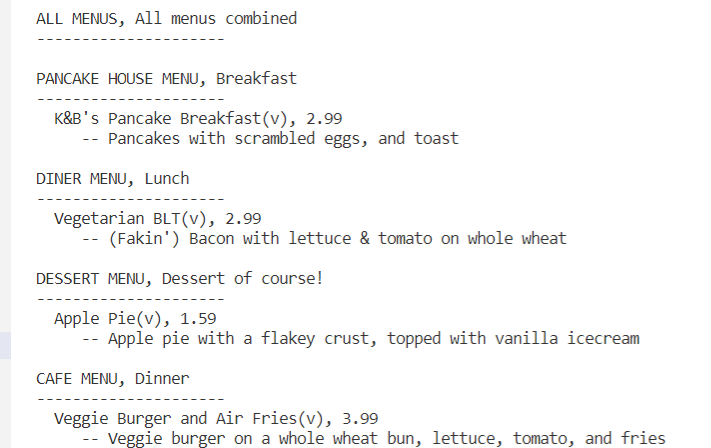 ALL MENUS, All menus combined
---------------------
PANCAKE HOUSE MENU, Breakfast
---------------------
K&B's Pancake Breakfast(v), 2.99
-- Pancakes with scrambled eggs, and toast
DINER MENU, Lunch
---------------------
Vegetarian BLT(v), 2.99
-- (Fakin') Bacon with lettuce & tomato on whole wheat
DESSERT MENU, Dessert of course!
---------------------
Apple Pie(v), 1.59
-- Apple pie with a flakey crust, topped with vanilla icecream
CAFE MENU, Dinner
---------------------
Veggie Burger and Air Fries(v), 3.99
-- Veggie burger on a whole wheat bun, lettuce, tomato, and fries